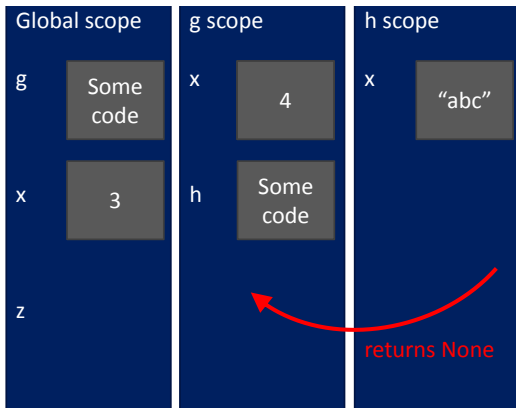 Global scope
g
Some
code
x
3
z
g scope
x
4
h
Some
code
h scope
x
“abc”
returns None